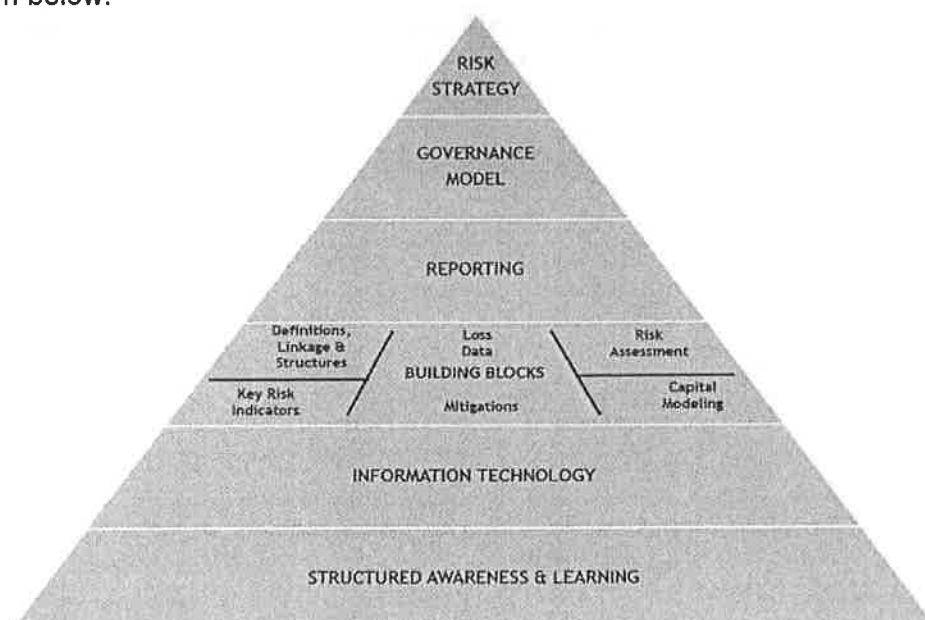 below:
RISK
STRATEGY
GOVERNANCE
MODEL
REPORTING
Definitions,
Linkage &
Structures
Key Risk
Indicators
Loss
Data
BUILDING BLOCKS
Mitigations
Risk
Assessment
Capital
Modeling
INFORMATION TECHNOLOGY
STRUCTURED AWARENESS & LEARNING